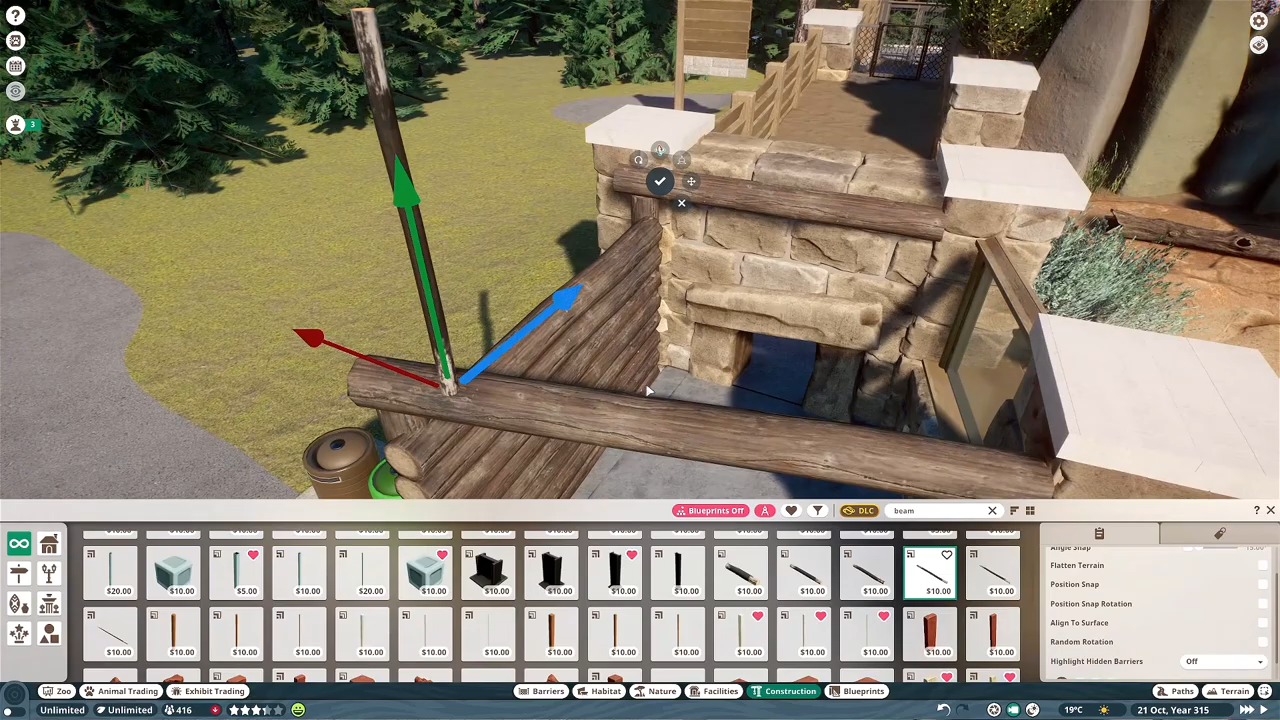 ?
3
Blueprints Off
DLC
beam
?
$20.00 $10.00 $5.00 $10.00 $20.00 $10.00 $10.00 $10.00 $10.00 $10.00 $10.00 $10.00 $10.00 $10.00 $10.00
$10.00 $10.00 $10.00 $10.00 $10.00 $10.00 $10.00 $10.00 $10.00 $10.00 $10.00 $10.00 $10.00 $10.00 $10.00
Angle Snap
Flatten Terrain
Position Snap
Position Snap Rotation
Align To Surface
Random Rotation
Highlight Hidden Barriers Off
Zoo Animal Trading Exhibit Trading Barriers Habitat Nature Facilities Construction Blueprints Paths Terrain
Unlimited Unlimited 416 19°C 21 Oct, Year 315